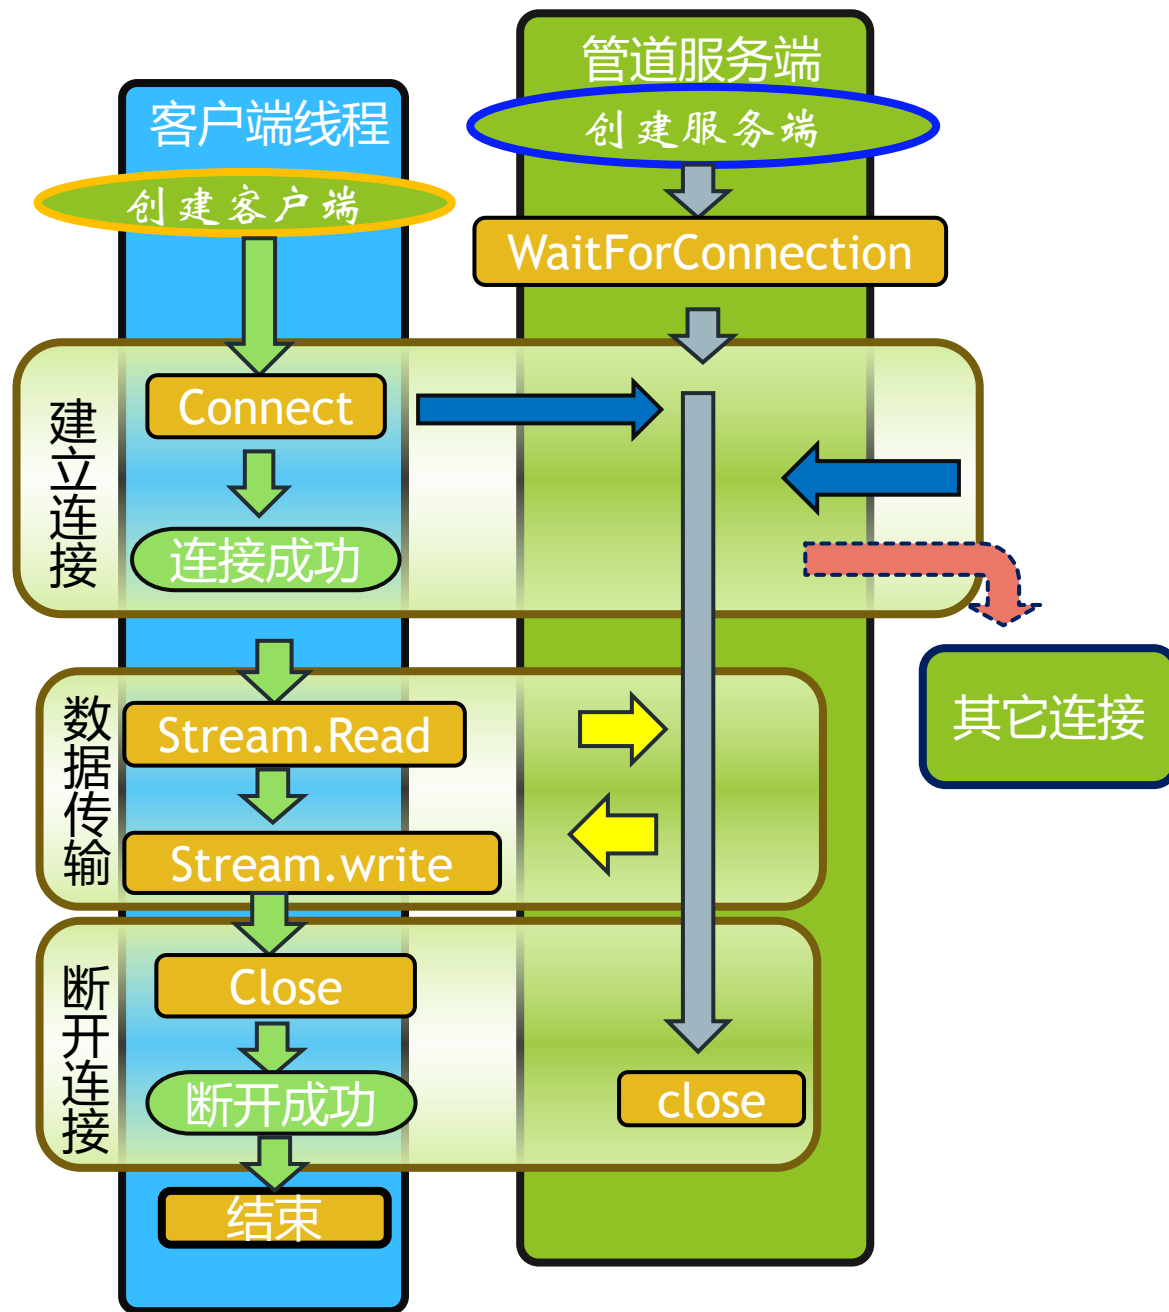 管道服务端
客户端线程
创建服务端
创建客户端
WaitForConnection
建立连接
Connect
连接成功
数据传输
Stream.Read
其它连接
Stream.write
断开连接
Close
断开成功
close
结束